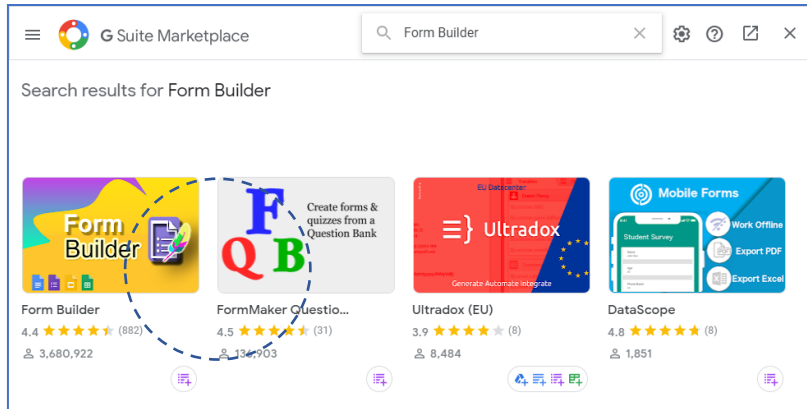 G Suite Marketplace
Form Builder
Search results for Form Builder
Form
Builder
F
Q B
Create forms &
quizzes from a
Question Bank
EU Datacenter
Ultradox
Generate Automate Integrate
Mobile Forms
Student Survey
Work Offline
Export PDF
Export Excel
Form Builder
4.4 (882)
3,680,922
FormMaker Questio...
4.5 (31)
136,903
Ultradox (EU)
3.9 (8)
8,484
DataScope
4.8 (8)
1,851